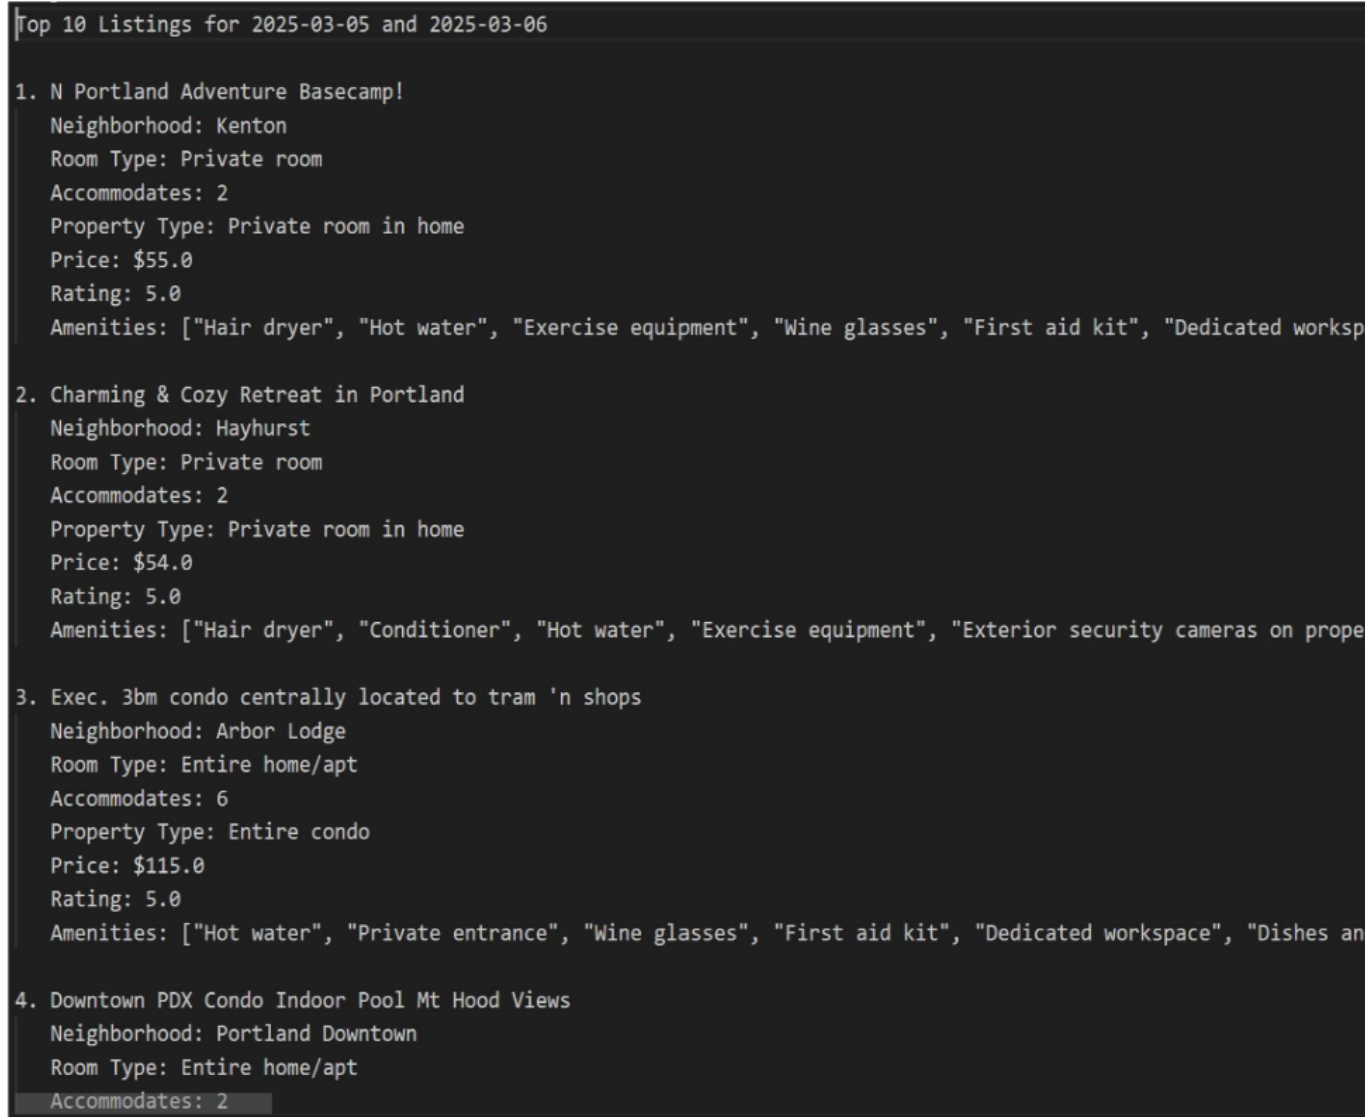 Top 10 Listings for 2025-03-05 and 2025-03-06
1. N Portland Adventure Basecamp!
Neighborhood: Kenton
Room Type: Private room
Accommodates: 2
Property Type: Private room in home
Price: $55.0
Rating: 5.0
Amenities: ["Hair dryer", "Hot water", "Exercise equipment", "Wine glasses", "First aid kit", "Dedicated worksp
2. Charming & Cozy Retreat in Portland
Neighborhood: Hayhurst
Room Type: Private room
Accommodates: 2
Property Type: Private room in home
Price: $54.0
Rating: 5.0
Amenities: ["Hair dryer", "Conditioner", "Hot water", "Exercise equipment", "Exterior security cameras on prope
3. Exec. 3bm condo centrally located to tram 'n shops
Neighborhood: Arbor Lodge
Room Type: Entire home/apt
Accommodates: 6
Property Type: Entire condo
Price: $115.0
Rating: 5.0
Amenities: ["Hot water", "Private entrance", "Wine glasses", "First aid kit", "Dedicated workspace", "Dishes an
4. Downtown PDX Condo Indoor Pool Mt Hood Views
Neighborhood: Portland Downtown
Room Type: Entire home/apt
Accommodates: 2